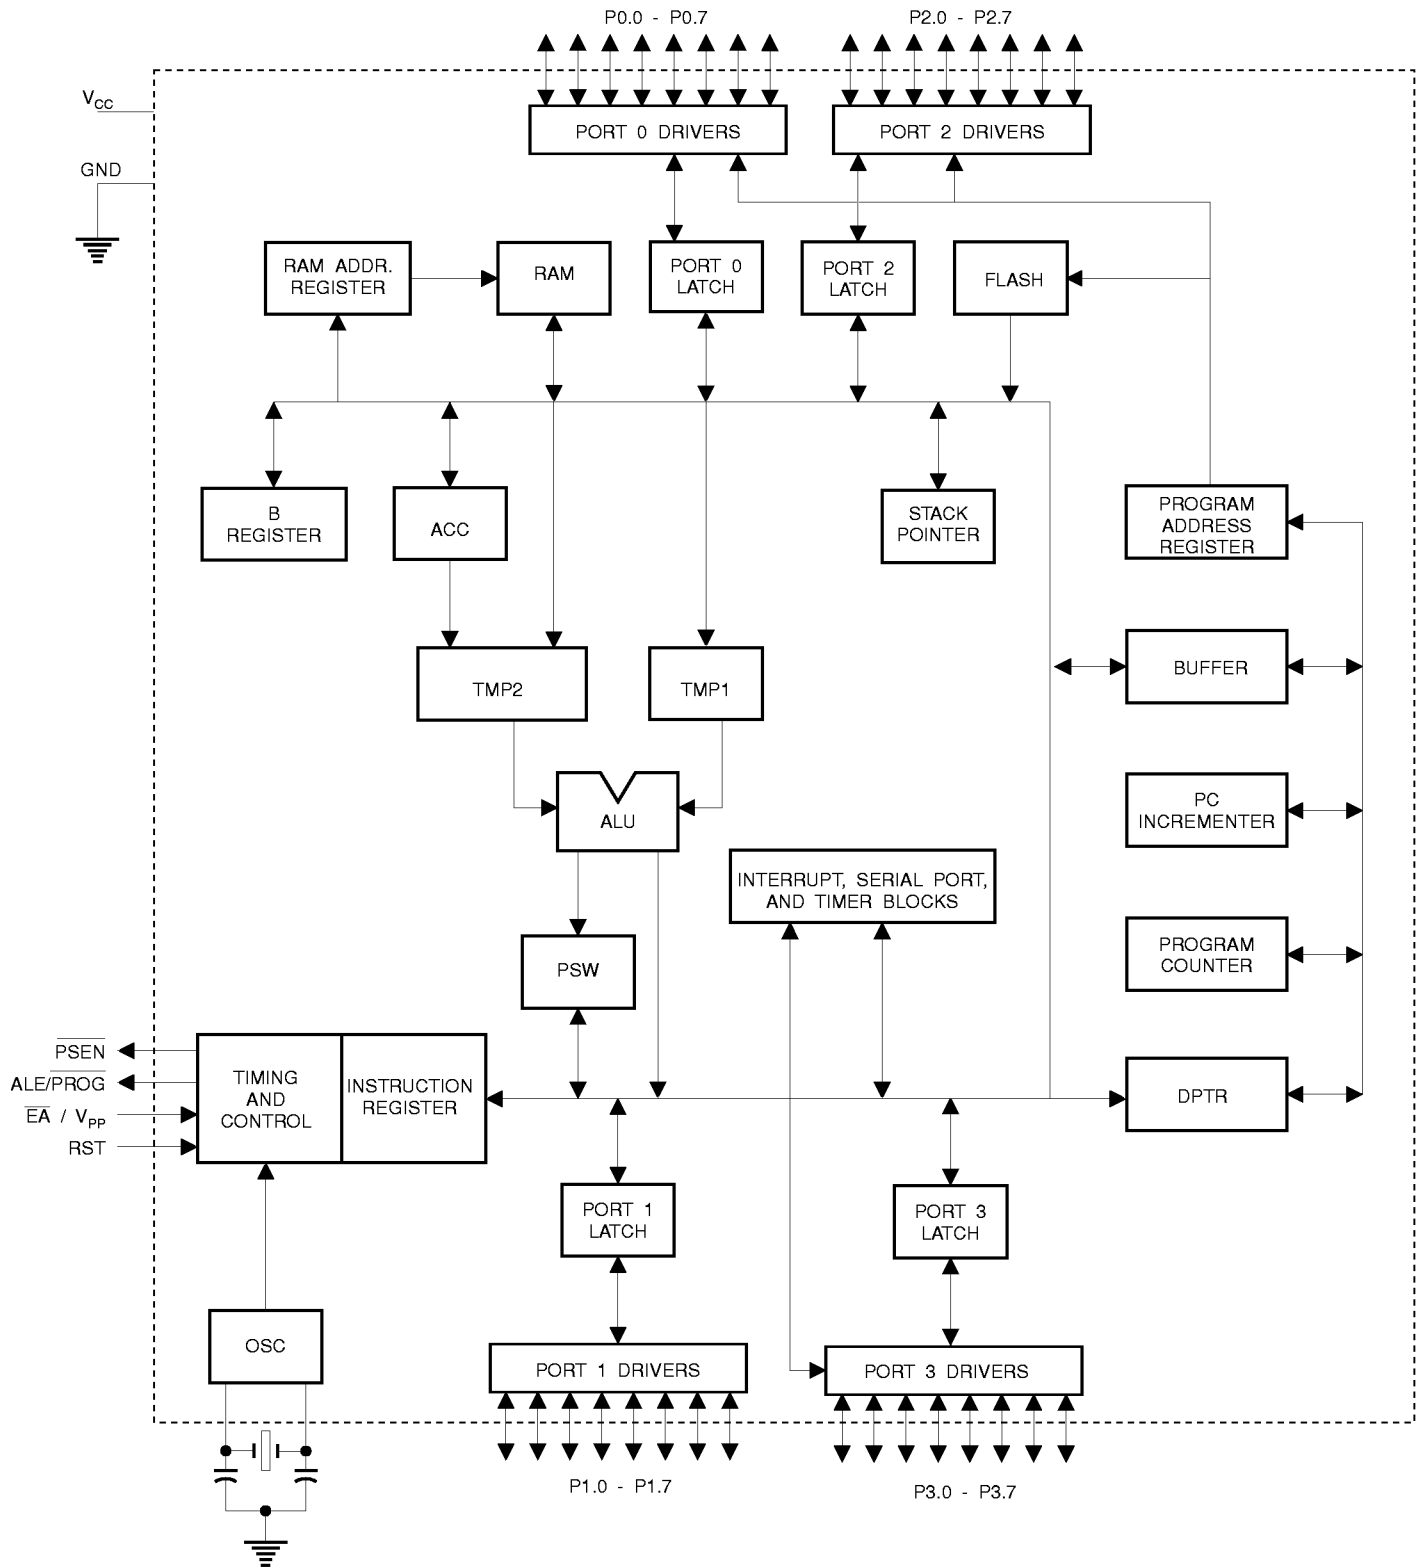 P0.0 - P0.7
P2.0 - P2.7
VCC
GND
PORT 0 DRIVERS
PORT 2 DRIVERS
RAM ADDR.
REGISTER
RAM
PORT 0
LATCH
PORT 2
LATCH
FLASH
B
REGISTER
ACC
STACK
POINTER
PROGRAM
ADDRESS
REGISTER
TMP2
TMP1
BUFFER
ALU
PC
INCREMENTER
INTERRUPT, SERIAL PORT,
AND TIMER BLOCKS
PSW
PROGRAM
COUNTER
PSEN
ALE/PROG
EA / VPP
RST
TIMING
AND
CONTROL
INSTRUCTION
REGISTER
DPTR
PORT 1
LATCH
PORT 3
LATCH
OSC
PORT 1 DRIVERS
PORT 3 DRIVERS
P1.0 - P1.7
P3.0 - P3.7